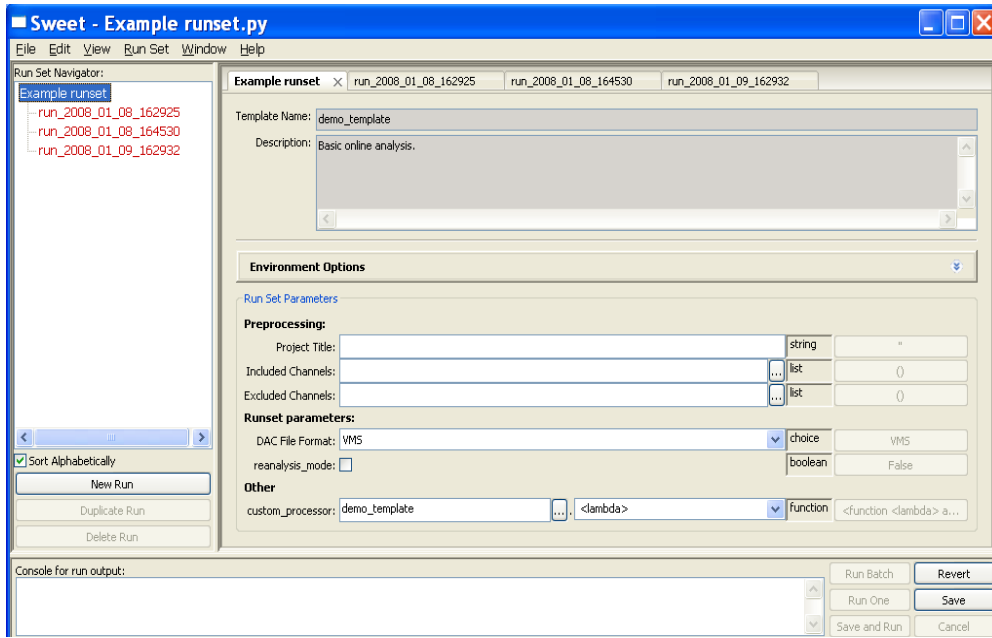 Sweet - Example runset.py
File Edit View Run Set Window Help
Run Set Navigator:
Example runset
run_2008_01_08_162925
run_2008_01_08_164530
run_2008_01_09_162932
Sort Alphabetically
New Run
Duplicate Run
Delete Run
Example runset run_2008_01_08_162925 run_2008_01_08_164530 run_2008_01_09_162932
Template Name: demo_template
Description: Basic online analysis.
Environment Options
Run Set Parameters
Preprocessing:
Project Title: string ''
Included Channels: ... list ()
Excluded Channels: ... list ()
Runset parameters:
DAC File Format: VMS choice VMS
reanalysis_mode: boolean False
Other
custom_processor: demo_template ... . <lambda> function <function <lambda> a...
Console for run output:
Run Batch Revert
Run One Save
Save and Run Cancel